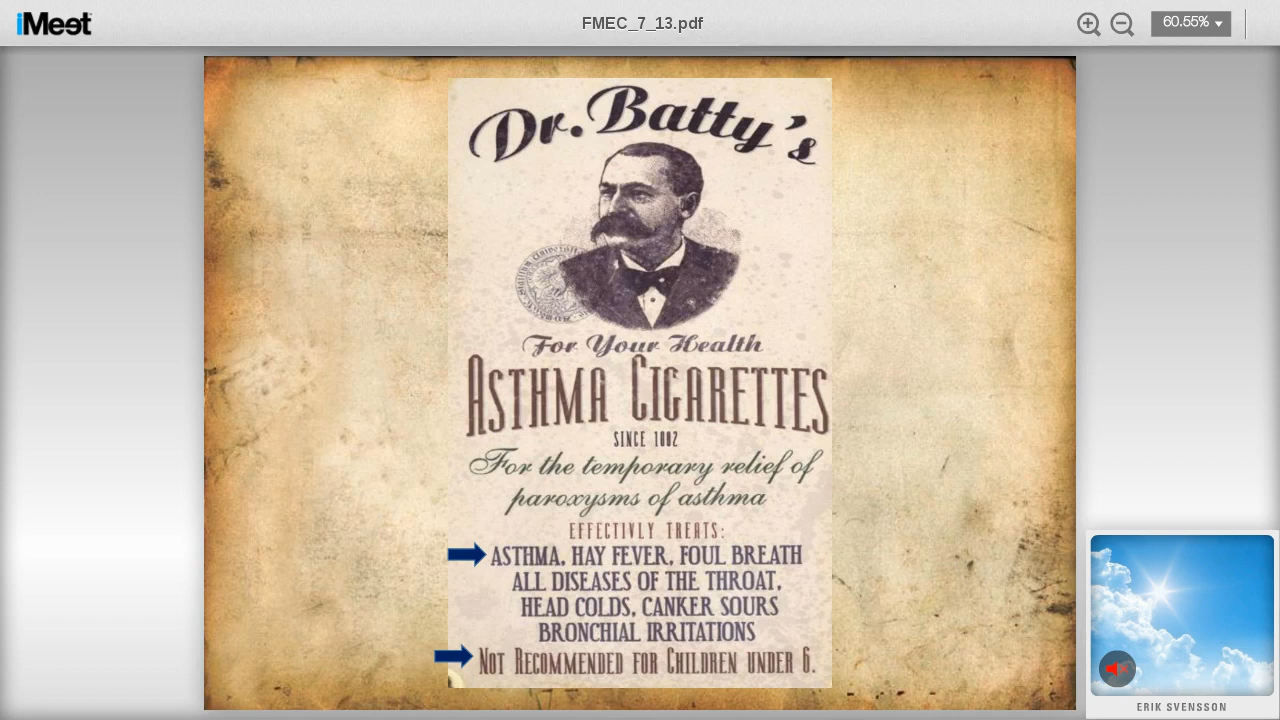 iMeet
FMEC_7_13.pdf
60.55%
Dr. Batty's
For Your Health
ASTHMA CIGARETTES
SINCE 1882
For the temporary relief of
paroxysms of asthma
EFFECTIVLY TREATS:
ASTHMA, HAY FEVER, FOUL BREATH
ALL DISEASES OF THE THROAT,
HEAD COLDS, CANKER SOURS
BRONCHIAL IRRITATIONS
NOT RECOMMENDED FOR CHILDREN UNDER 6.
ERIK SVENSSON